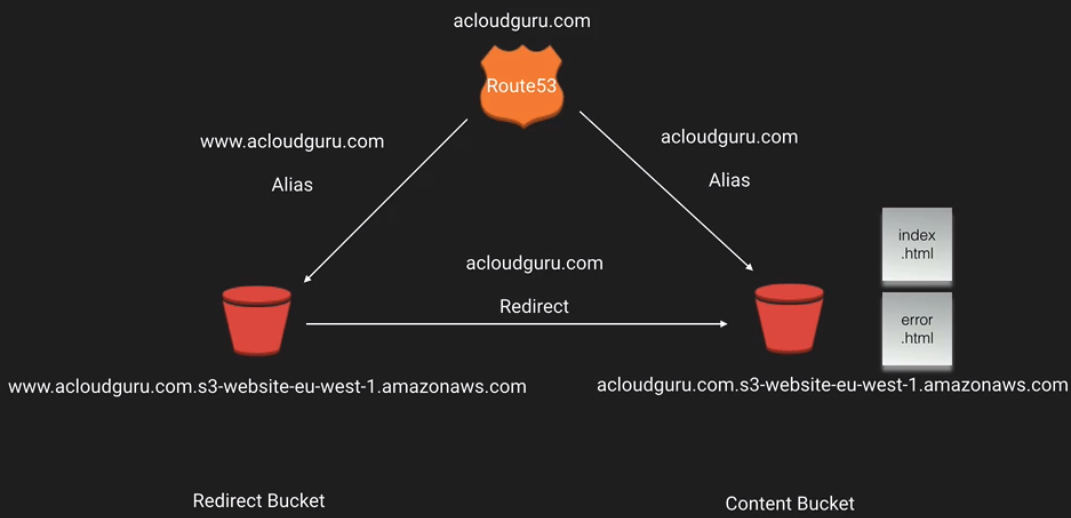 acloudguru.com
Route53
www.acloudguru.com
Alias
acloudguru.com
Alias
acloudguru.com
Redirect
index
.html
error
.html
www.acloudguru.com.s3-website-eu-west-1.amazonaws.com
acloudguru.com.s3-website-eu-west-1.amazonaws.com
Redirect Bucket
Content Bucket